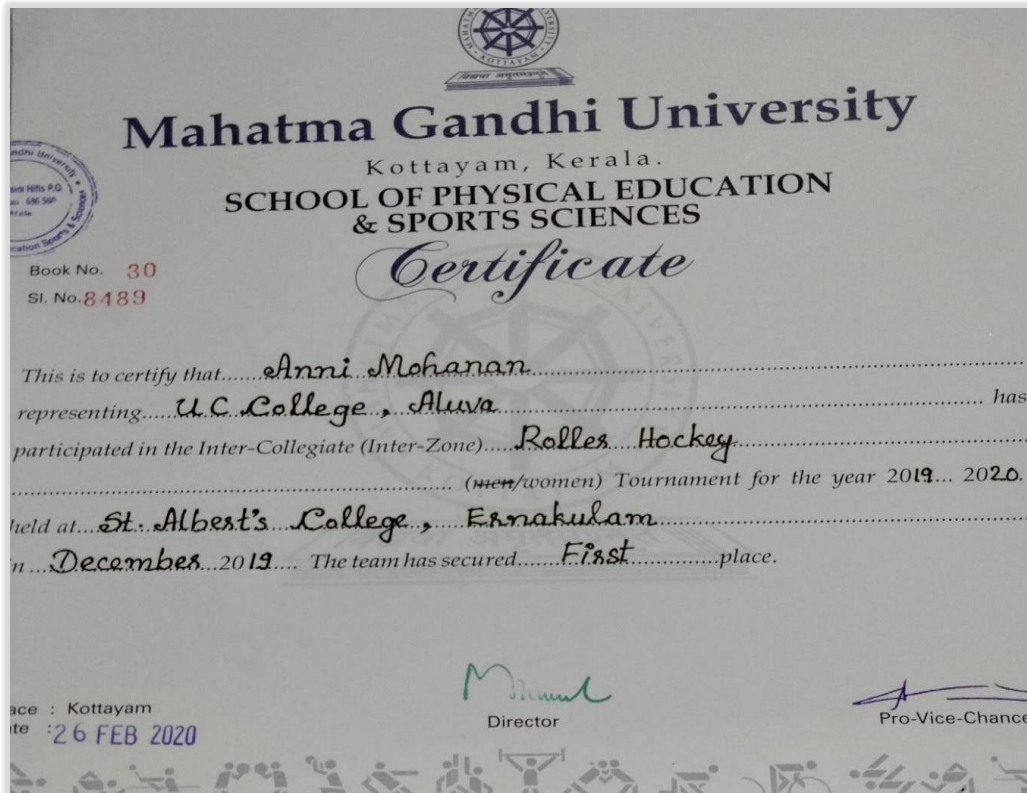 KOTTAYAM
Mahatma Gandhi University
Kottayam, Kerala.
SCHOOL OF PHYSICAL EDUCATION
& SPORTS SCIENCES
Certificate
Book No. 30
Sl. No. 8489
This is to certify that......Anni Mohanan
representing.....U.C College, Aluva has
participated in the Inter-Collegiate (Inter-Zone)....Roller Hockey
(men/women) Tournament for the year 2019... 2020.
held at...St. Albert's College, Ernakulam
n ...December...2019.... The team has secured.......First..............place.
ace : Kottayam
te : 26 FEB 2020
Director
Pro-Vice-Chance